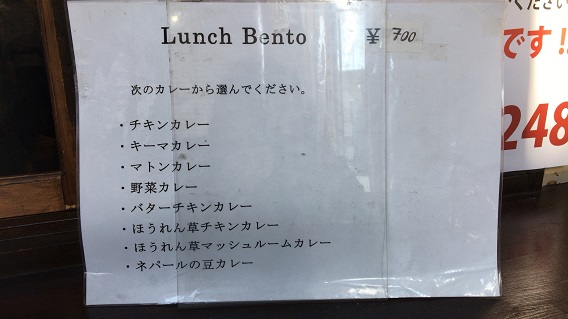 Lunch Bento ¥ 700
次のカレーから選んでください。
・チキンカレー
・キーマカレー
・マトンカレー
・野菜カレー
・バターチキンカレー
・ほうれん草チキンカレー
・ほうれん草マッシュルームカレー
・ネパールの豆カレー
ください
です!
248